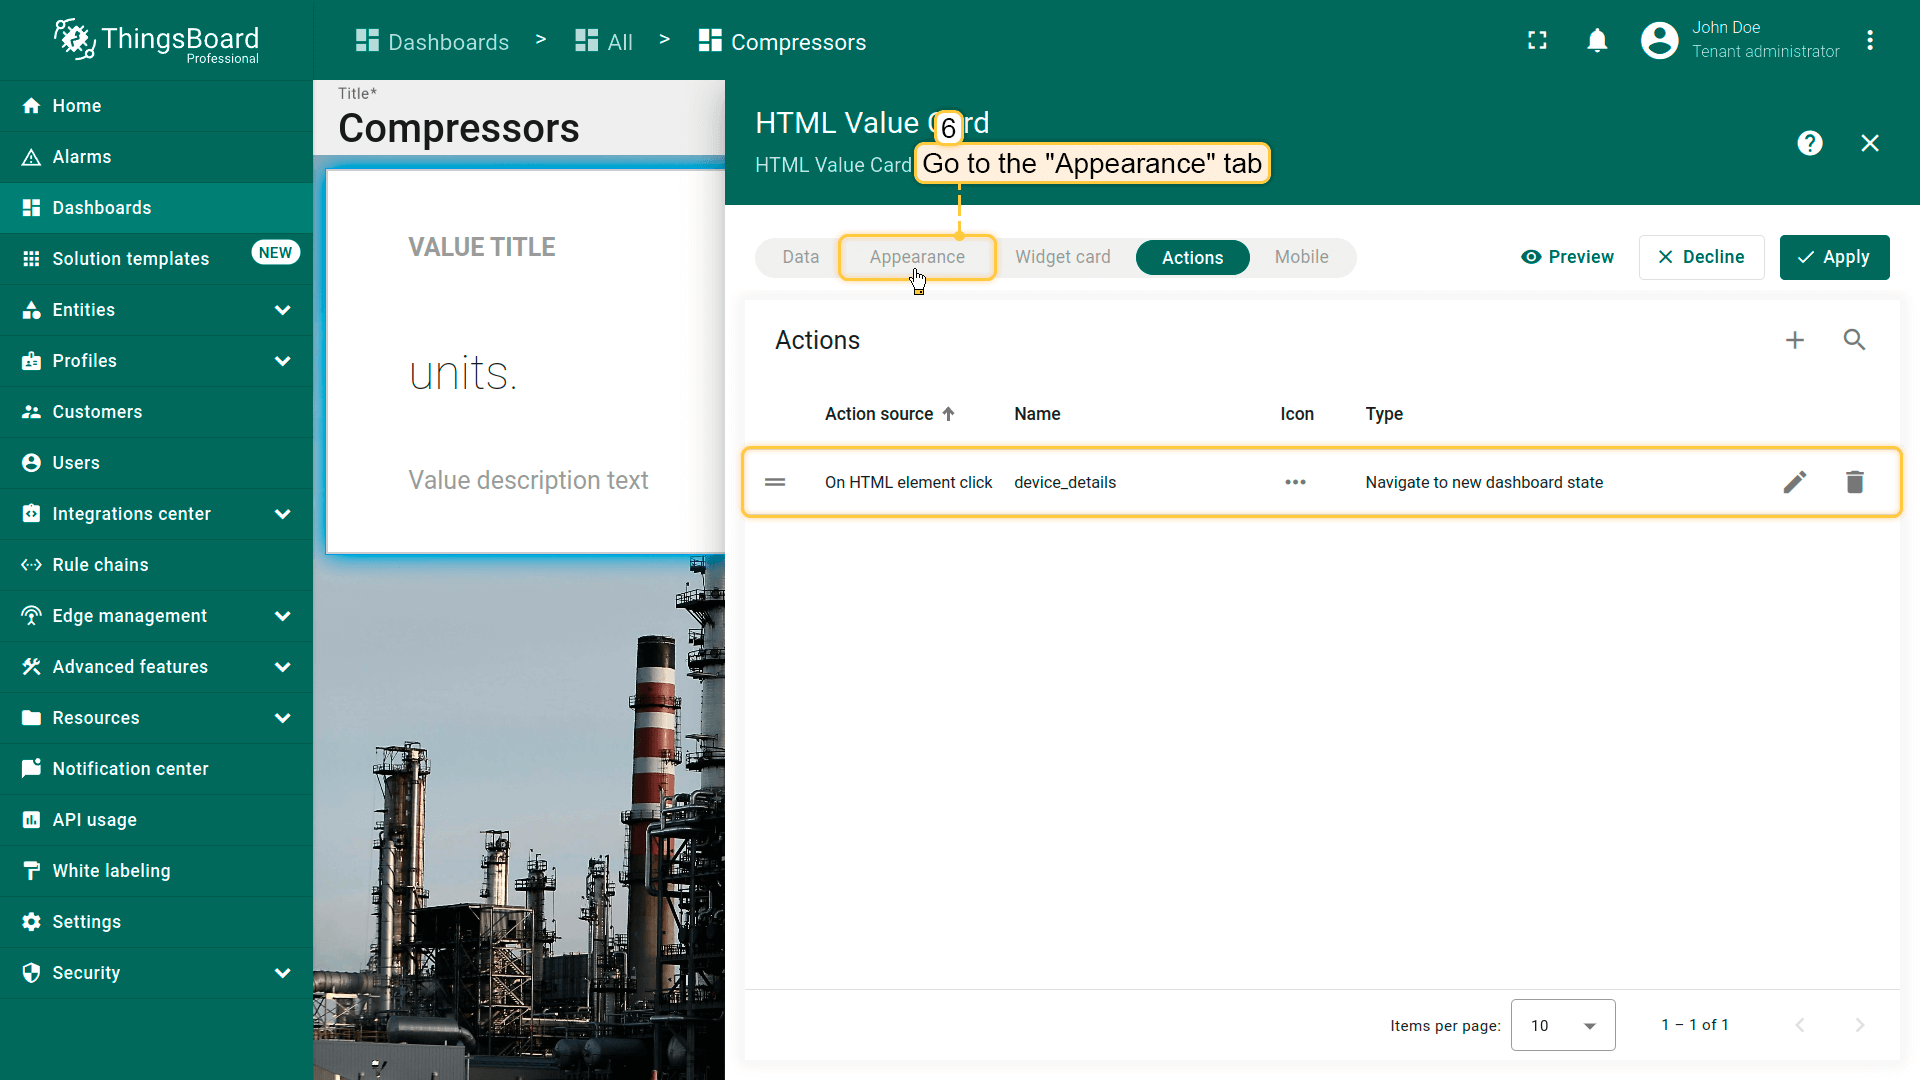 ThingsBoard
Professional
Dashboards > All > Compressors
John Doe
Tenant administrator
Home
Alarms
Dashboards
Solution templates NEW
Entities
Profiles
Customers
Users
Integrations center
Rule chains
Edge management
Advanced features
Resources
Notification center
API usage
White labeling
Settings
Security
Title*
Compressors
VALUE TITLE
units.
Value description text
HTML Value Card
6
HTML Value Card
Go to the "Appearance" tab
Data Appearance Widget card Actions Mobile
Preview Decline Apply
Actions
Action source Name Icon Type
On HTML element click device_details Navigate to new dashboard state
Items per page: 10 1 – 1 of 1